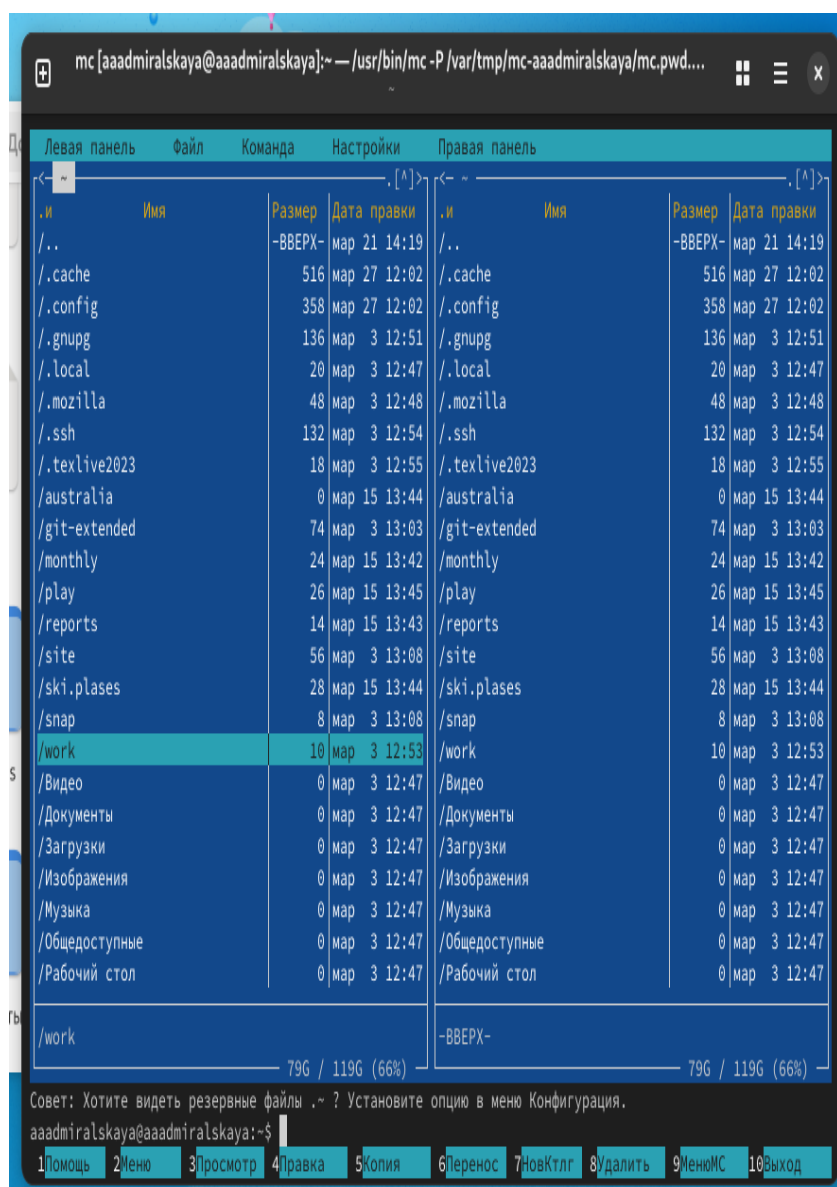 mc [aaadmiralskaya@aaadmiralskaya]:~ — /usr/bin/mc -P /var/tmp/mc-aaadmiralskaya/mc.pwd....
~
Левая панель Файл Команда Настройки Правая панель
<─ ~ ─.[^]>┐┌<─ ~ ─.[^]>
.и Имя Размер Дата правки .и Имя Размер Дата правки
/.. -ВВЕРХ- мар 21 14:19 /.. -ВВЕРХ- мар 21 14:19
/.cache 516 мар 27 12:02 /.cache 516 мар 27 12:02
/.config 358 мар 27 12:02 /.config 358 мар 27 12:02
/.gnupg 136 мар 3 12:51 /.gnupg 136 мар 3 12:51
/.local 20 мар 3 12:47 /.local 20 мар 3 12:47
/.mozilla 48 мар 3 12:48 /.mozilla 48 мар 3 12:48
/.ssh 132 мар 3 12:54 /.ssh 132 мар 3 12:54
/.texlive2023 18 мар 3 12:55 /.texlive2023 18 мар 3 12:55
/australia 0 мар 15 13:44 /australia 0 мар 15 13:44
/git-extended 74 мар 3 13:03 /git-extended 74 мар 3 13:03
/monthly 24 мар 15 13:42 /monthly 24 мар 15 13:42
/play 26 мар 15 13:45 /play 26 мар 15 13:45
/reports 14 мар 15 13:43 /reports 14 мар 15 13:43
/site 56 мар 3 13:08 /site 56 мар 3 13:08
/ski.plases 28 мар 15 13:44 /ski.plases 28 мар 15 13:44
/snap 8 мар 3 13:08 /snap 8 мар 3 13:08
/work 10 мар 3 12:53 /work 10 мар 3 12:53
/Видео 0 мар 3 12:47 /Видео 0 мар 3 12:47
/Документы 0 мар 3 12:47 /Документы 0 мар 3 12:47
/Загрузки 0 мар 3 12:47 /Загрузки 0 мар 3 12:47
/Изображения 0 мар 3 12:47 /Изображения 0 мар 3 12:47
/Музыка 0 мар 3 12:47 /Музыка 0 мар 3 12:47
/Общедоступные 0 мар 3 12:47 /Общедоступные 0 мар 3 12:47
/Рабочий стол 0 мар 3 12:47 /Рабочий стол 0 мар 3 12:47
/work -ВВЕРХ-
79G / 119G (66%) 79G / 119G (66%)
Совет: Хотите видеть резервные файлы .~ ? Установите опцию в меню Конфигурация.
aaadmiralskaya@aaadmiralskaya:~$
1Помощь 2Меню 3Просмотр 4Правка 5Копия 6Перенос 7НовКтлг 8Удалить 9МенюМС 10Выход